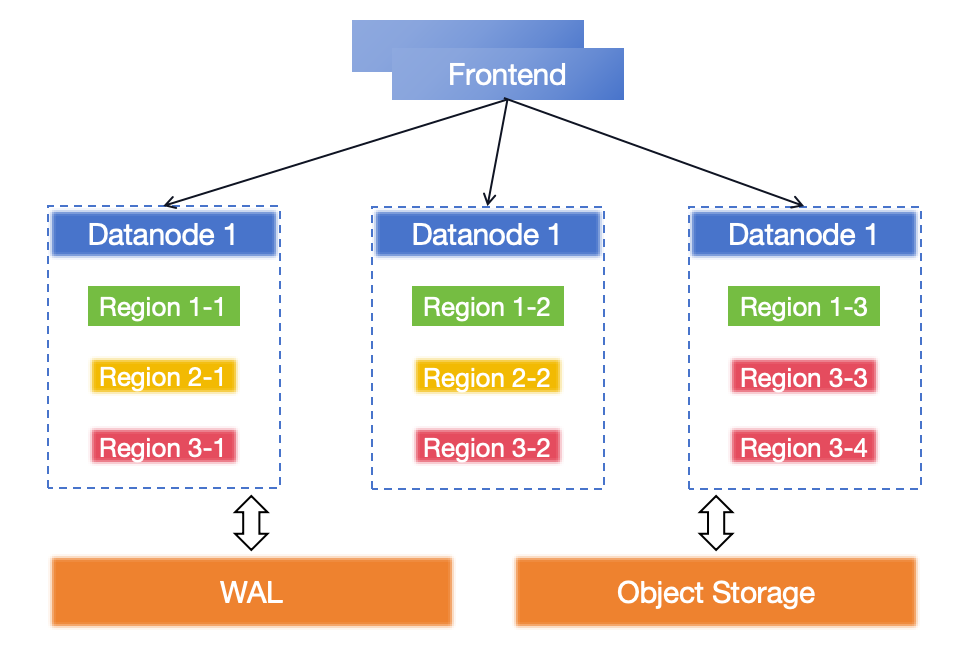 Frontend
Datanode 1
Datanode 1
Datanode 1
Region 1-1
Region 1-2
Region 1-3
Region 2-1
Region 2-2
Region 3-3
Region 3-1
Region 3-2
Region 3-4
WAL
Object Storage